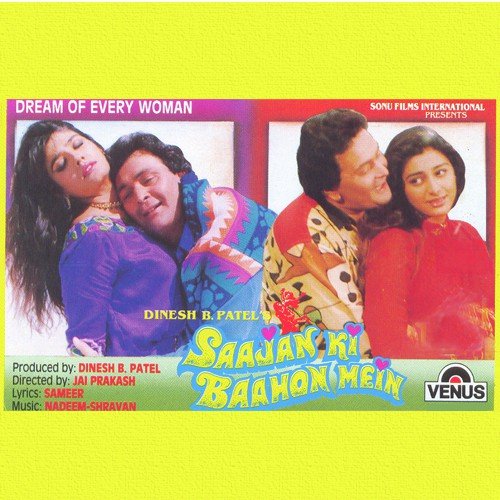 DREAM OF EVERY WOMAN
SONU FILMS INTERNATIONAL
PRESENTS
DINESH B. PATEL'S
SAAJAN KI
BAAHON MEIN
Produced by: DINESH B. PATEL
Directed by: JAI PRAKASH
Lyrics: SAMEER
Music: NADEEM-SHRAVAN
VENUS